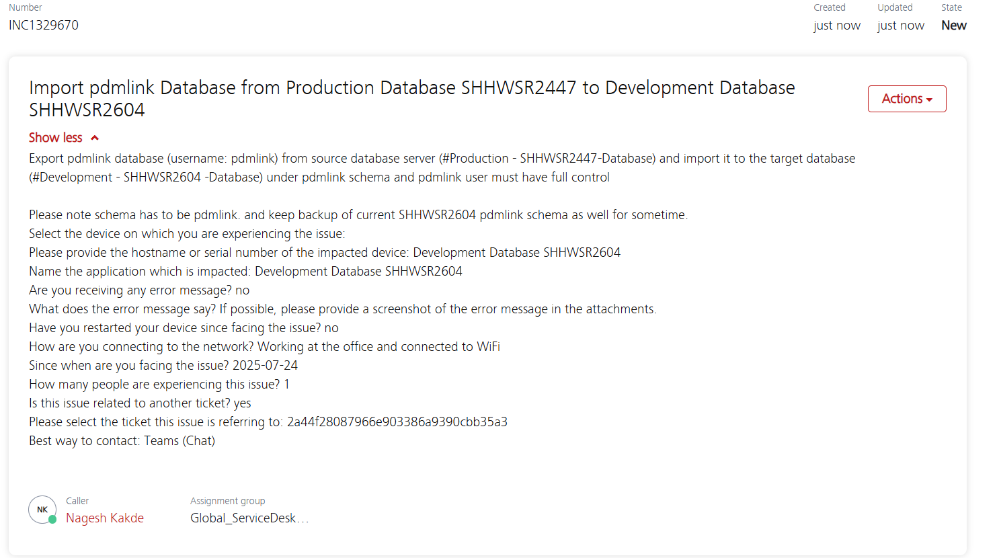 Number
Created
Updated
State
INC1329670
just now
just now
New
Import pdmlink Database from Production Database SHHWSR2447 to Development Database
SHHWSR2604
Actions
Show less
Export pdmlink database (username: pdmlink) from source database server (#Production - SHHWSR2447-Database) and import it to the target database
(#Development - SHHWSR2604 -Database) under pdmlink schema and pdmlink user must have full control
Please note schema has to be pdmlink. and keep backup of current SHHWSR2604 pdmlink schema as well for sometime.
Select the device on which you are experiencing the issue:
Please provide the hostname or serial number of the impacted device: Development Database SHHWSR2604
Name the application which is impacted: Development Database SHHWSR2604
Are you receiving any error message? no
What does the error message say? If possible, please provide a screenshot of the error message in the attachments.
Have you restarted your device since facing the issue? no
How are you connecting to the network? Working at the office and connected to WiFi
Since when are you facing the issue? 2025-07-24
How many people are experiencing this issue? 1
Is this issue related to another ticket? yes
Please select the ticket this issue is referring to: 2a44f28087966e903386a9390cbb35a3
Best way to contact: Teams (Chat)
NK
Caller
Nagesh Kakde
Assignment group
Global_ServiceDesk...